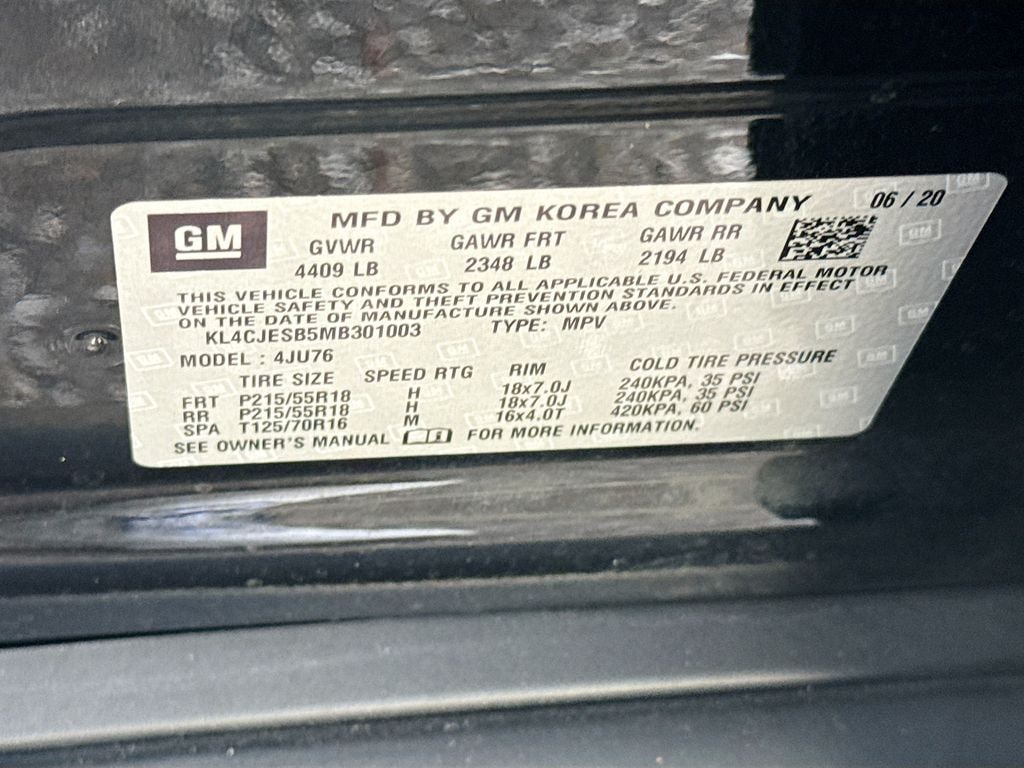 GM
MFD BY GM KOREA COMPANY 06 / 20
GVWR GAWR FRT GAWR RR
4409 LB 2348 LB 2194 LB
THIS VEHICLE CONFORMS TO ALL APPLICABLE U.S. FEDERAL MOTOR
VEHICLE SAFETY AND THEFT PREVENTION STANDARDS IN EFFECT
ON THE DATE OF MANUFACTURE SHOWN ABOVE.
KL4CJESB5MB301003 TYPE: MPV
MODEL : 4JU76
TIRE SIZE SPEED RTG RIM COLD TIRE PRESSURE
FRT P215/55R18 H 18x7.0J 240KPA, 35 PSI
RR P215/55R18 H 18x7.0J 240KPA, 35 PSI
SPA T125/70R16 M 16x4.0T 420KPA, 60 PSI
SEE OWNER'S MANUAL FOR MORE INFORMATION.